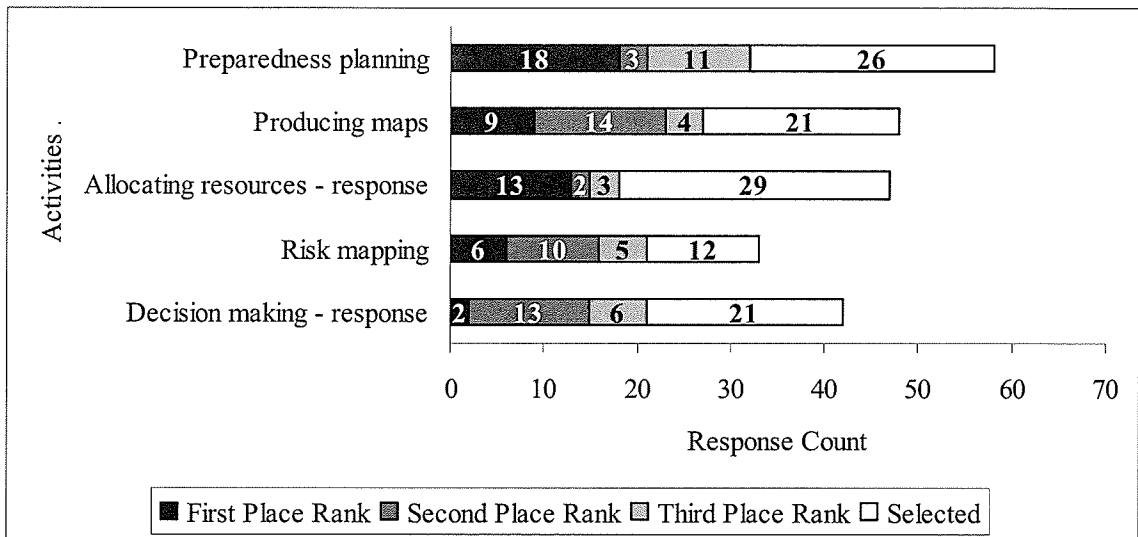 Activities .
Preparedness planning 18 3 11 26
Producing maps 9 14 4 21
Allocating resources - response 13 2 3 29
Risk mapping 6 10 5 12
Decision making - response 2 13 6 21
0 10 20 30 40 50 60 70
Response Count
First Place Rank Second Place Rank Third Place Rank Selected